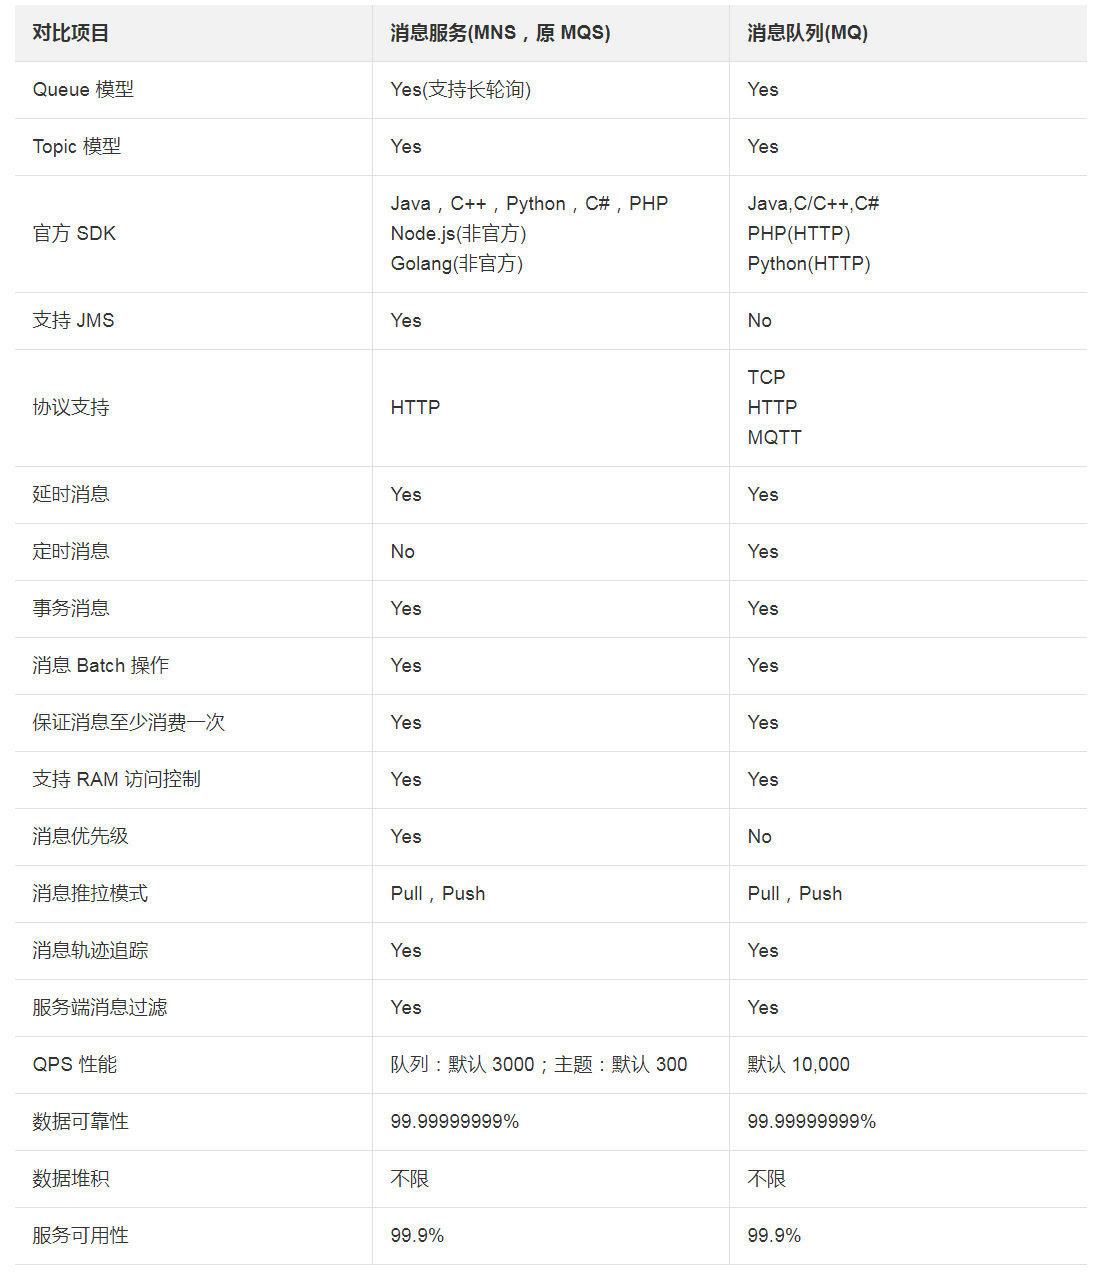 对比项目
消息服务(MNS，原 MQS)
消息队列(MQ)
Queue 模型
Yes(支持长轮询)
Yes
Topic 模型
Yes
Yes
官方 SDK
Java，C++，Python，C#，PHP
Node.js(非官方)
Golang(非官方)
Java,C/C++,C#
PHP(HTTP)
Python(HTTP)
支持 JMS
Yes
No
协议支持
HTTP
TCP
HTTP
MQTT
延时消息
Yes
Yes
定时消息
No
Yes
事务消息
Yes
Yes
消息 Batch 操作
Yes
Yes
保证消息至少消费一次
Yes
Yes
支持 RAM 访问控制
Yes
Yes
消息优先级
Yes
No
消息推拉模式
Pull，Push
Pull，Push
消息轨迹追踪
Yes
Yes
服务端消息过滤
Yes
Yes
QPS 性能
队列：默认 3000；主题：默认 300
默认 10,000
数据可靠性
99.99999999%
99.99999999%
数据堆积
不限
不限
服务可用性
99.9%
99.9%